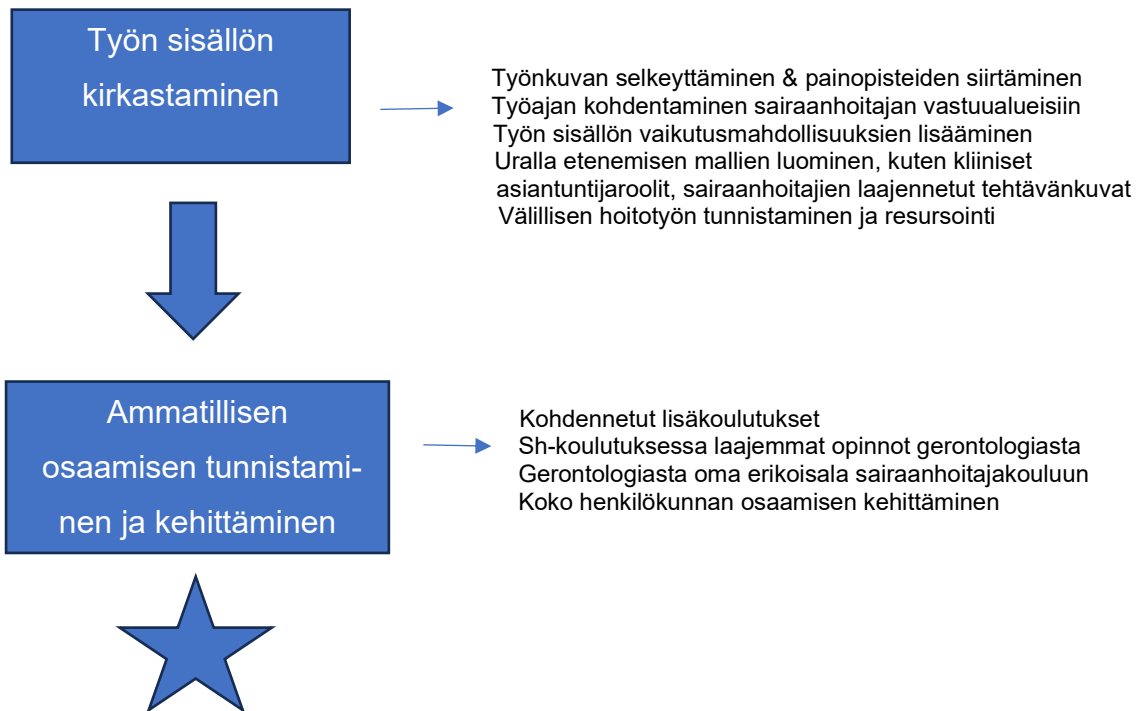 Työn sisällön
kirkastaminen
Työnkuvan selkeyttäminen & painopisteiden siirtäminen
Työajan kohdentaminen sairaanhoitajan vastuualueisiin
Työn sisällön vaikutusmahdollisuuksien lisääminen
Uralla etenemisen mallien luominen, kuten kliiniset
asiantuntijaroolit, sairaanhoitajien laajennetut tehtävänkuvat
Välillisen hoitotyön tunnistaminen ja resursointi
Ammatillisen
osaamisen tunnistami-
nen ja kehittäminen
Kohdennetut lisäkoulutukset
Sh-koulutuksessa laajemmat opinnot gerontologiasta
Gerontologiasta oma erikoisala sairaanhoitajakouluun
Koko henkilökunnan osaamisen kehittäminen